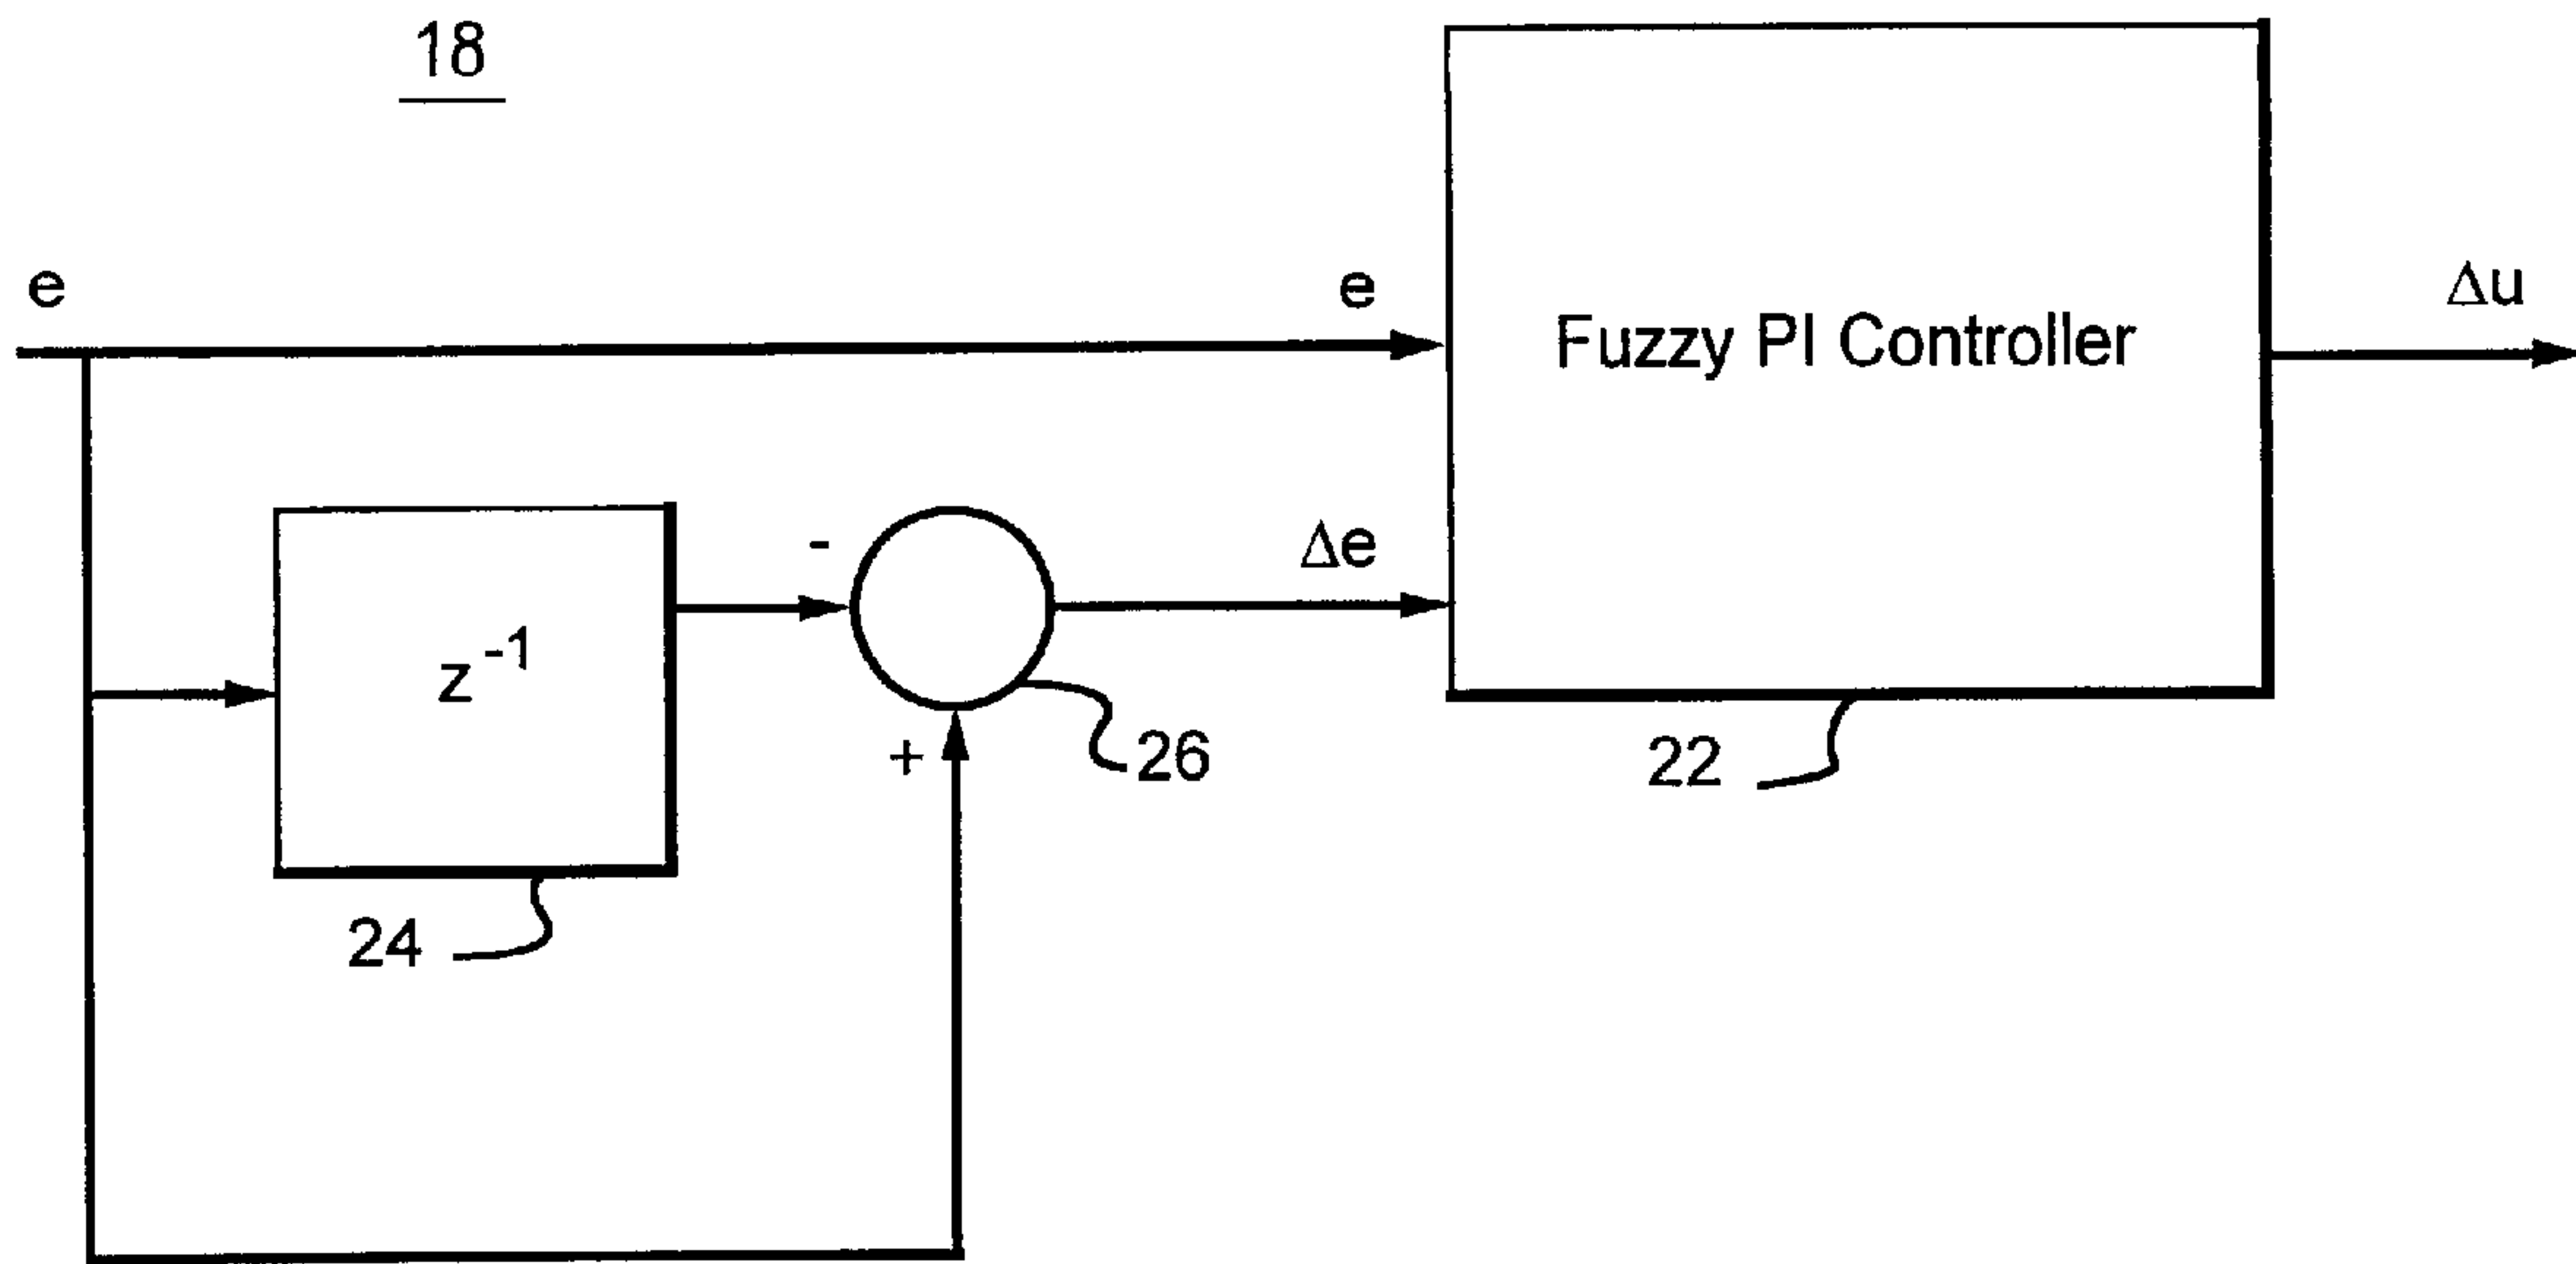 18
e
e
Fuzzy PI Controller
Δu
-
Δe
z⁻¹
+
26
22
24